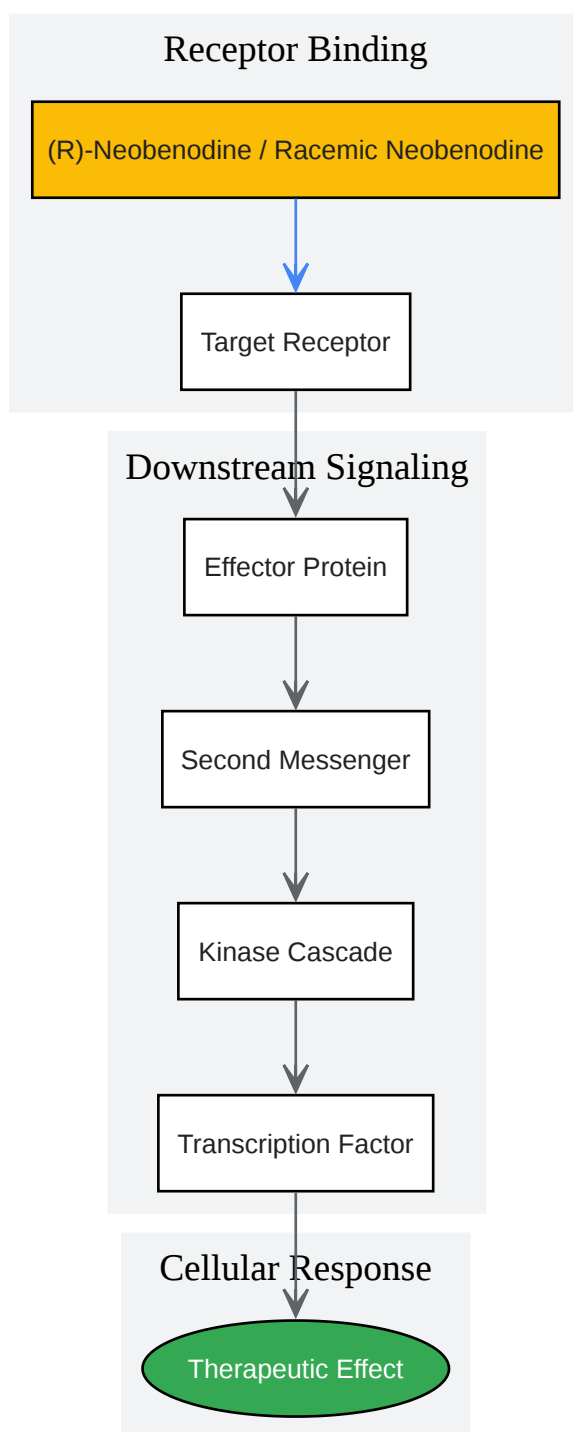 Receptor Binding
(R)-Neobenodine / Racemic Neobenodine
Target Receptor
Downstream Signaling
Effector Protein
Second Messenger
Kinase Cascade
Transcription Factor
Cellular Response
Therapeutic Effect